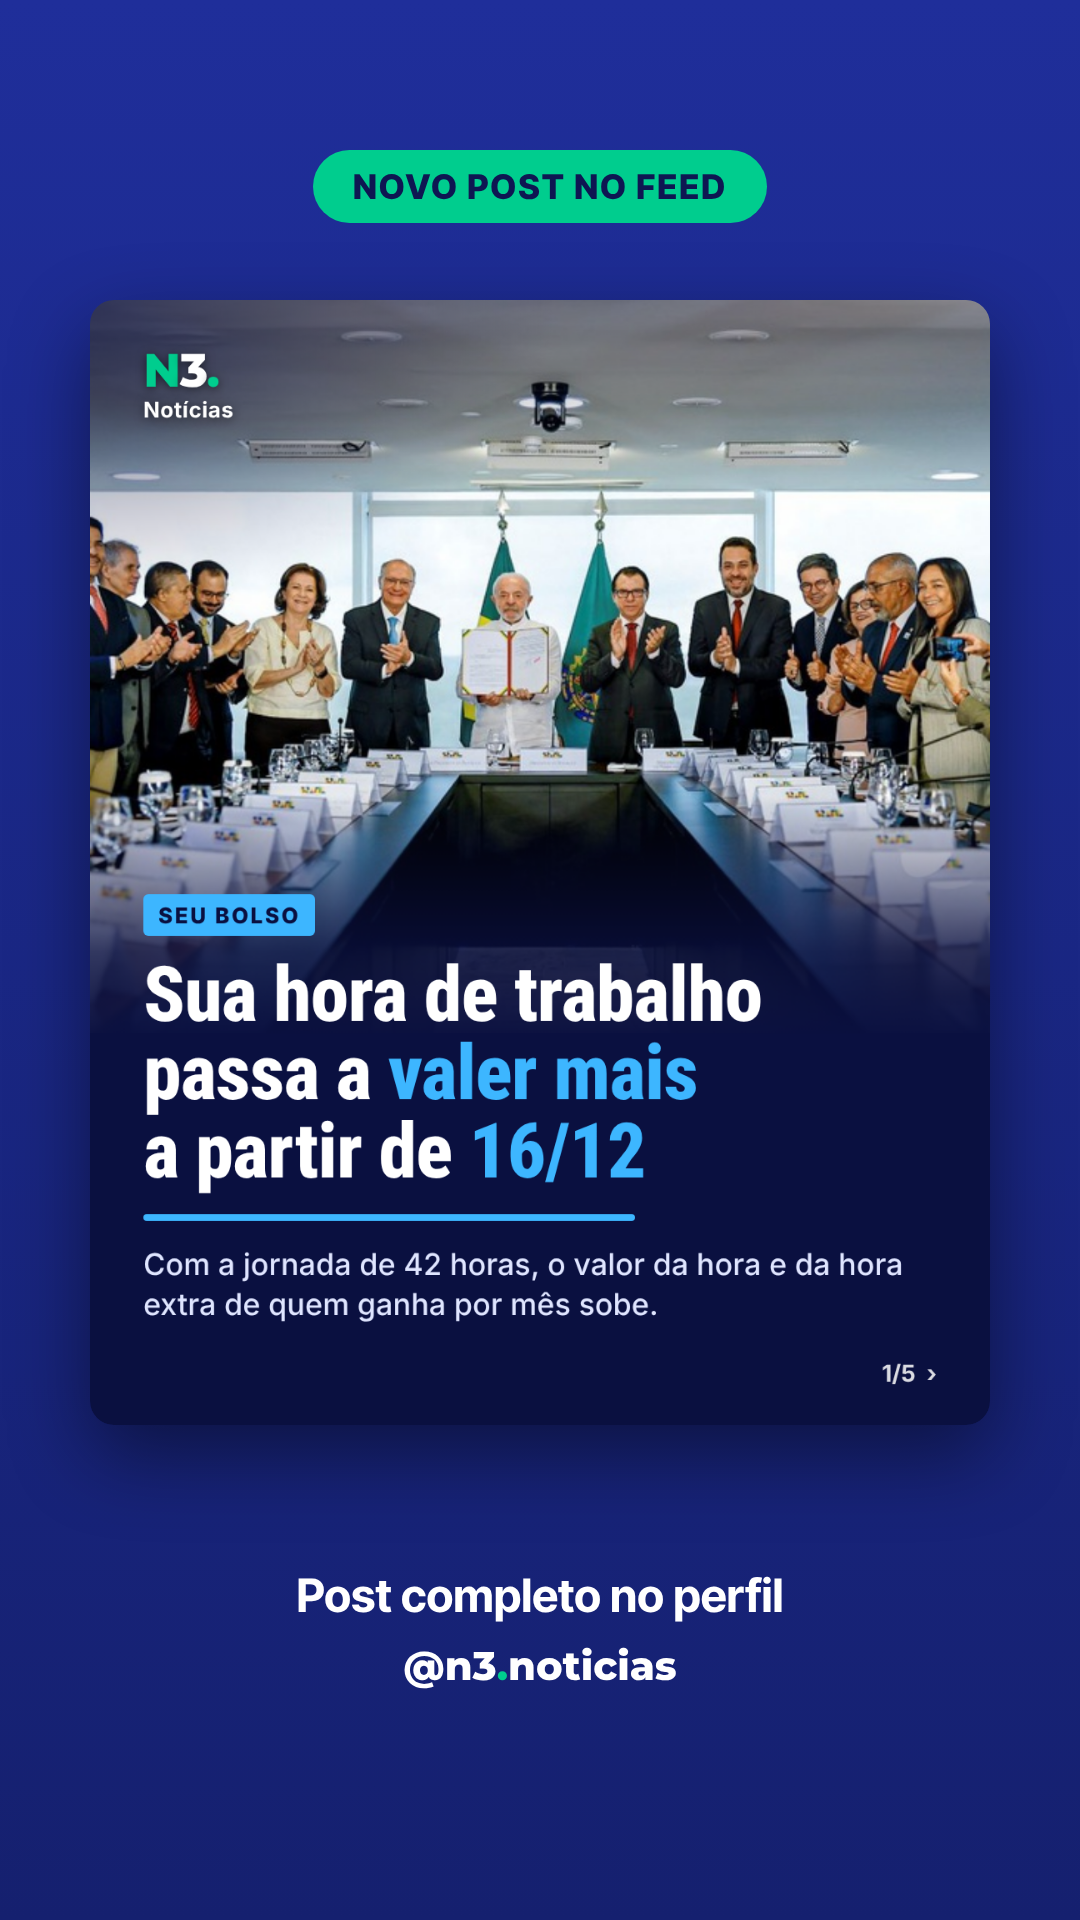 NOVO POST NO FEED
N3.
Notícias
SEU BOLSO
Sua hora de trabalho
passa a valer mais
a partir de 16/12
Com a jornada de 42 horas, o valor da hora e da hora
extra de quem ganha por mês sobe.
1/5 ›
Post completo no perfil
@n3.noticias